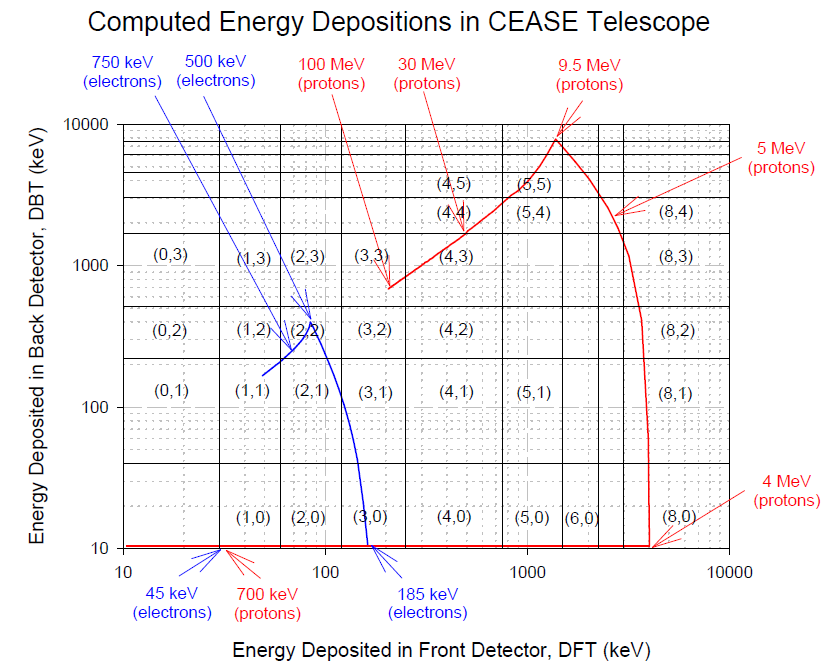 Computed Energy Depositions in CEASE Telescope
750 keV
(electrons)
500 keV
(electrons)
100 MeV
(protons)
30 MeV
(protons)
9.5 MeV
(protons)
5 MeV
(protons)
10000
1000
100
10
Energy Deposited in Back Detector, DBT (keV)
(4,5) (5,5)
(4,4) (5,4) (8,4)
(0,3) (1,3) (2,3) (3,3) (4,3) (8,3)
(0,2) (1,2) (2,2) (3,2) (4,2) (8,2)
(0,1) (1,1) (2,1) (3,1) (4,1) (5,1) (8,1)
(1,0) (2,0) (3,0) (4,0) (5,0) (6,0) (8,0)
4 MeV
(protons)
10 100 1000 10000
45 keV
(electrons)
700 keV
(protons)
185 keV
(electrons)
Energy Deposited in Front Detector, DFT (keV)